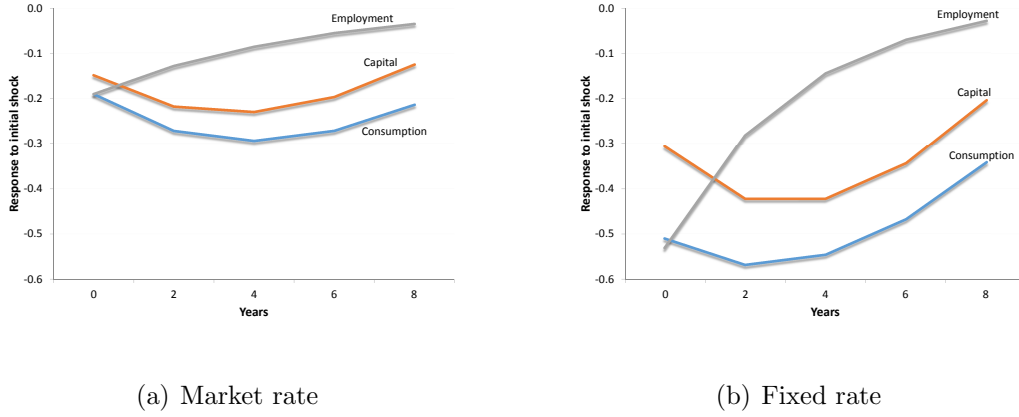 0.0
-0.1
-0.2
-0.3
-0.4
-0.5
-0.6
Response to initial shock
Employment
Capital
Consumption
0 2 4 6 8
Years
(a) Market rate
0.0
-0.1
-0.2
-0.3
-0.4
-0.5
-0.6
Response to initial shock
Employment
Capital
Consumption
0 2 4 6 8
Years
(b) Fixed rate